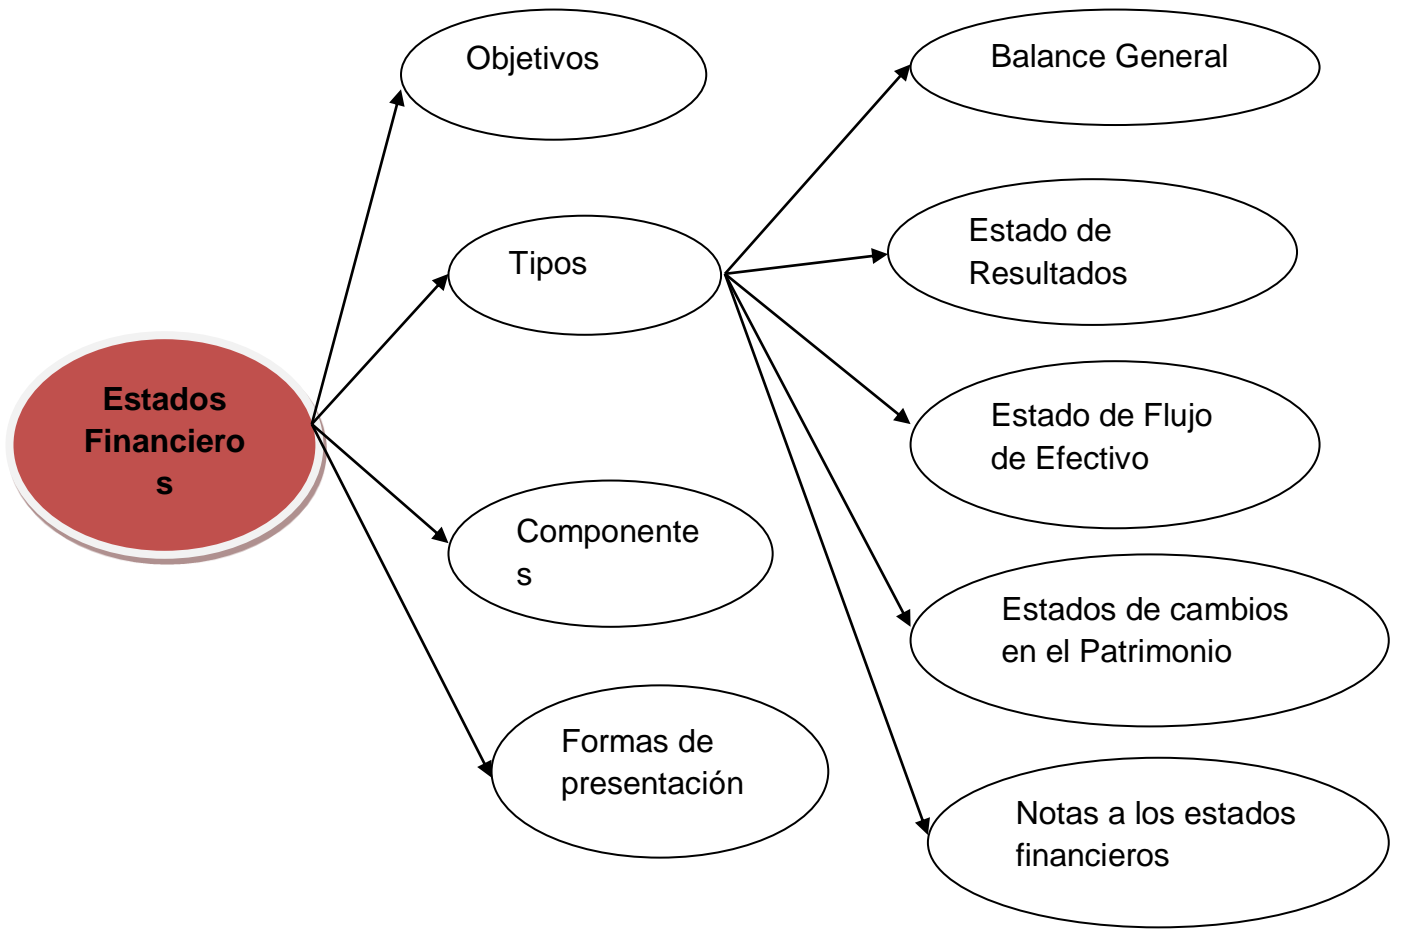 Estados
Financiero
s
Objetivos
Tipos
Componente
s
Formas de
presentación
Balance General
Estado de
Resultados
Estado de Flujo
de Efectivo
Estados de cambios
en el Patrimonio
Notas a los estados
financieros